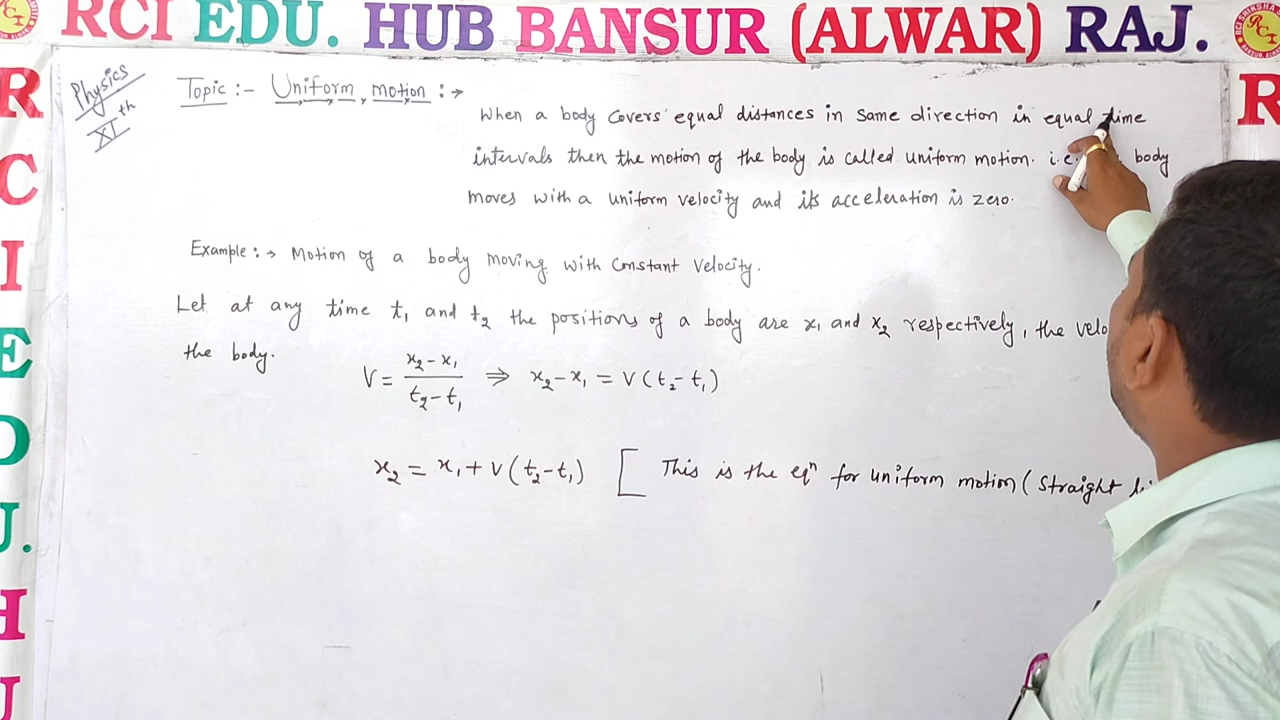 RCI EDU. HUB BANSUR (ALWAR) RAJ.
Physics
XIth
Topic :- Uniform motion :→
When a body covers equal distances in same direction in equal time
intervals then the motion of the body is called uniform motion. i.e. body
moves with a uniform velocity and its acceleration is zero.
Example :→ Motion of a body moving with constant velocity.
Let at any time t₁ and t₂ the positions of a body are x₁ and x₂ respectively, the
the body.
V = (x₂-x₁)/(t₂-t₁) ⇒ x₂-x₁ = V(t₂-t₁)
x₂ = x₁ + V(t₂-t₁) [ This is the eqⁿ for uniform motion (straight
R
C
I
E
D
U.
H
U
R